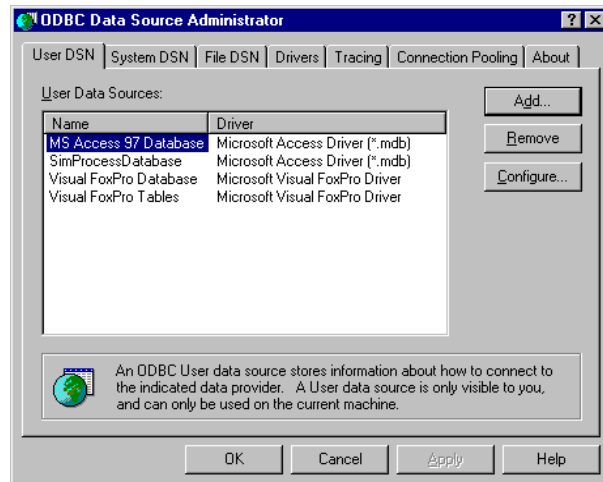 ODBC Data Source Administrator
User DSN System DSN File DSN Drivers Tracing Connection Pooling About
User Data Sources:
Add...
Name Driver
MS Access 97 Database Microsoft Access Driver (*.mdb)
Remove
SimProcessDatabase Microsoft Access Driver (*.mdb)
Visual FoxPro Database Microsoft Visual FoxPro Driver
Configure...
Visual FoxPro Tables Microsoft Visual FoxPro Driver
An ODBC User data source stores information about how to connect to
the indicated data provider. A User data source is only visible to you,
and can only be used on the current machine.
OK Cancel Apply Help